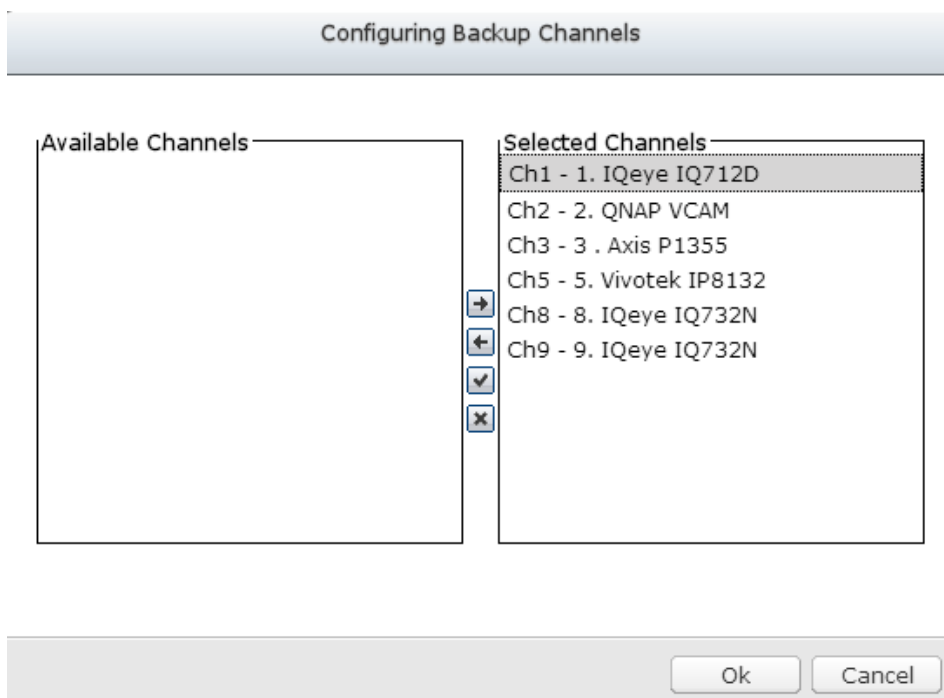 Configuring Backup Channels
Available Channels
Selected Channels
Ch1 - 1. IQeye IQ712D
Ch2 - 2. QNAP VCAM
Ch3 - 3 . Axis P1355
Ch5 - 5. Vivotek IP8132
Ch8 - 8. IQeye IQ732N
Ch9 - 9. IQeye IQ732N
Ok
Cancel